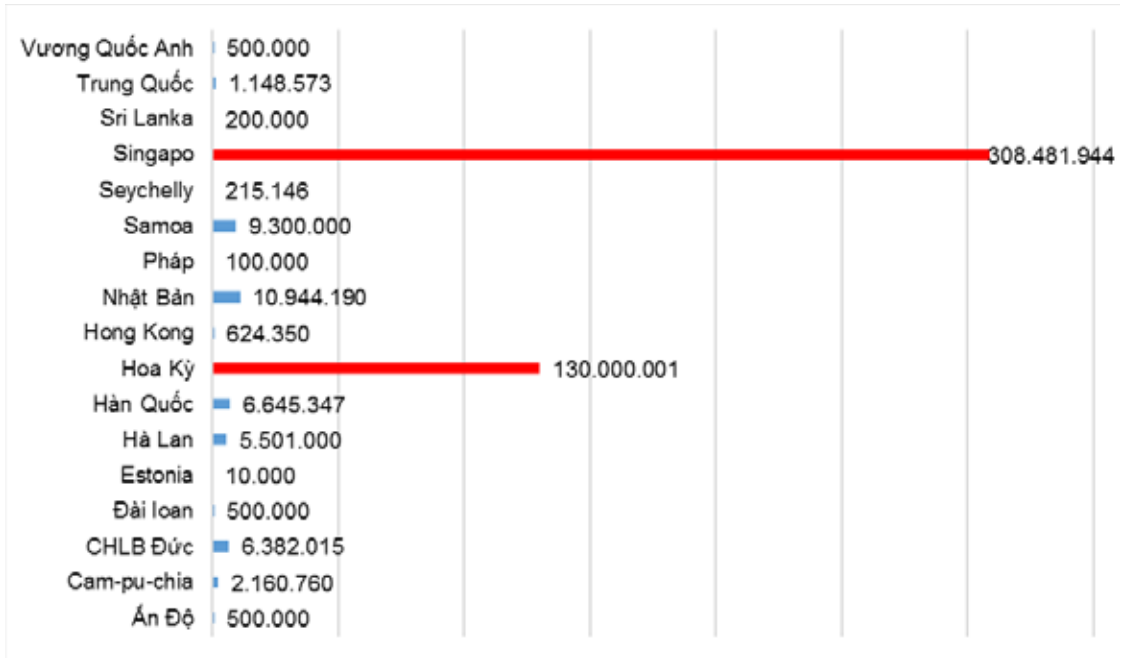 Vương Quốc Anh 500.000
Trung Quốc 1.148.573
Sri Lanka 200.000
Singapo 308.481.944
Seychelly 215.146
Samoa 9.300.000
Pháp 100.000
Nhật Bản 10.944.190
Hong Kong 624.350
Hoa Kỳ 130.000.001
Hàn Quốc 6.645.347
Hà Lan 5.501.000
Estonia 10.000
Đài loan 500.000
CHLB Đức 6.382.015
Cam-pu-chia 2.160.760
Ấn Độ 500.000